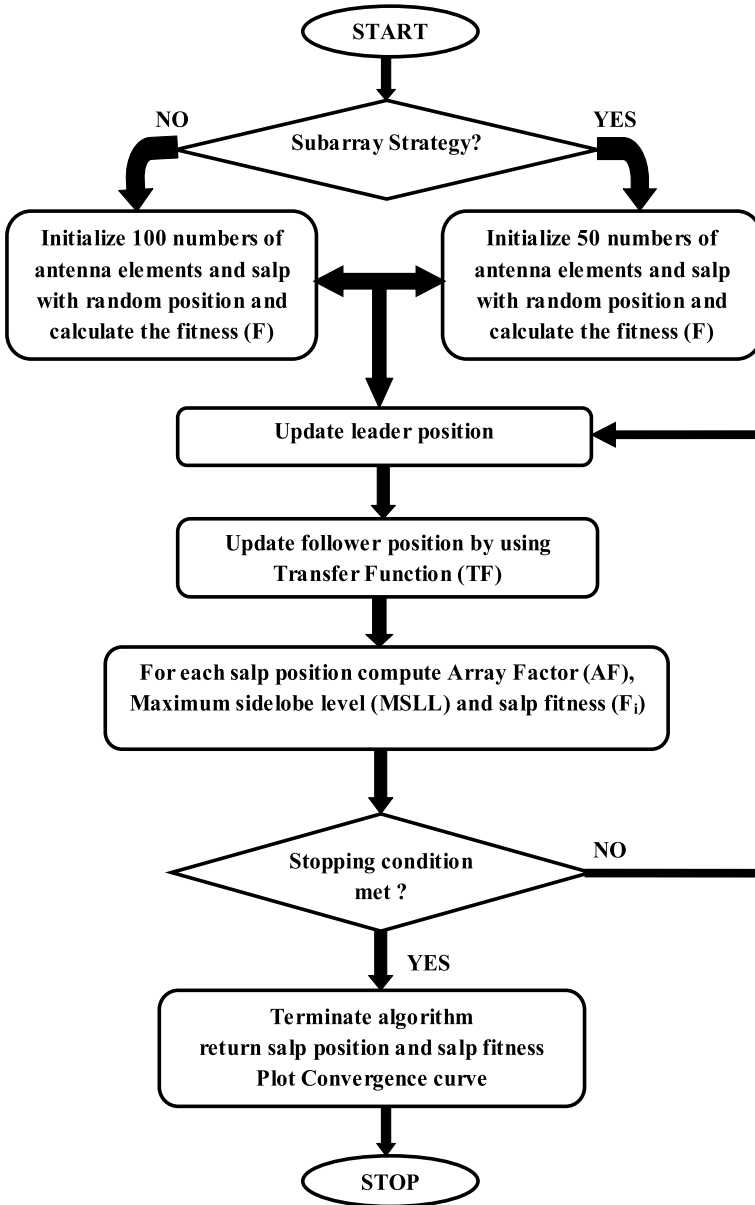 START
NO
YES
Subarray Strategy?
Initialize 100 numbers of
antenna elements and salp
with random position and
calculate the fitness (F)
Initialize 50 numbers of
antenna elements and salp
with random position and
calculate the fitness (F)
Update leader position
Update follower position by using
Transfer Function (TF)
For each salp position compute Array Factor (AF),
Maximum sidelobe level (MSLL) and salp fitness (Fᵢ)
Stopping condition
met ?
NO
YES
Terminate algorithm
return salp position and salp fitness
Plot Convergence curve
STOP